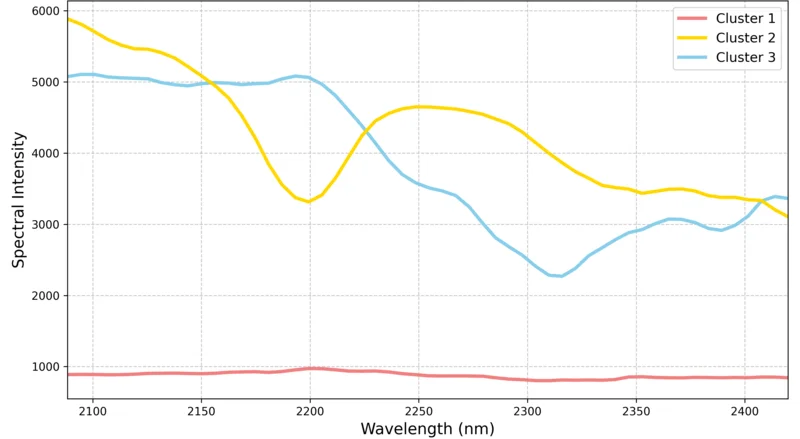 6000
5000
4000
3000
2000
1000
Spectral Intensity
Cluster 1
Cluster 2
Cluster 3
2100 2150 2200 2250 2300 2350 2400
Wavelength (nm)